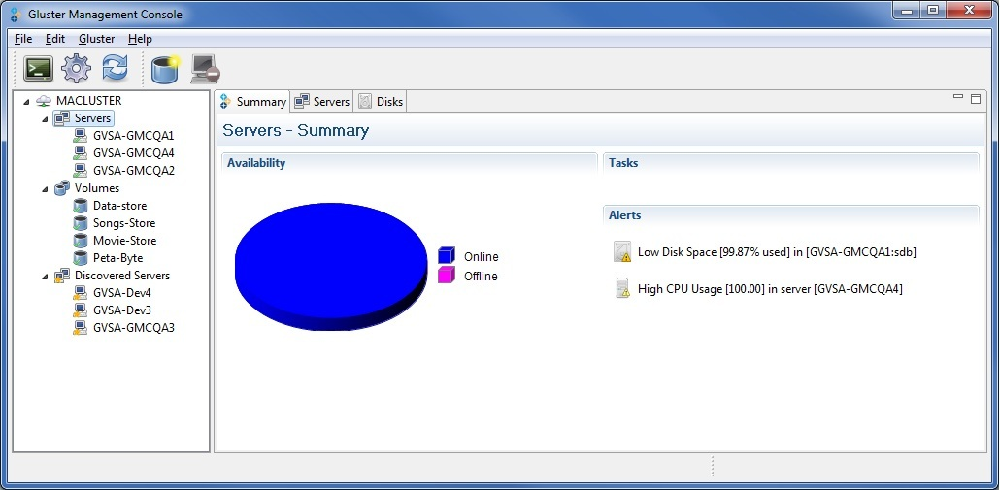 Gluster Management Console
File Edit Gluster Help
MACLUSTER
Servers
GVSA-GMCQA1
GVSA-GMCQA4
GVSA-GMCQA2
Volumes
Data-store
Songs-Store
Movie-Store
Peta-Byte
Discovered Servers
GVSA-Dev4
GVSA-Dev3
GVSA-GMCQA3
Summary Servers Disks
Servers - Summary
Availability
Online
Offline
Tasks
Alerts
Low Disk Space [99.87% used] in [GVSA-GMCQA1:sdb]
High CPU Usage [100.00] in server [GVSA-GMCQA4]